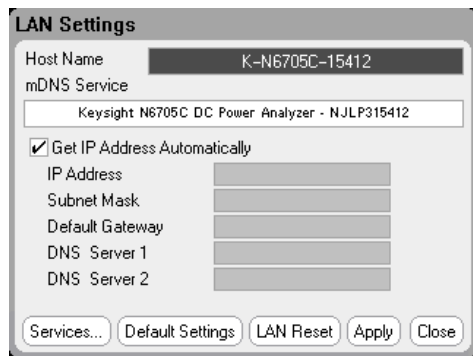 LAN Settings
Host Name K-N6705C-15412
mDNS Service
Keysight N6705C DC Power Analyzer - NJLP315412
Get IP Address Automatically
IP Address
Subnet Mask
Default Gateway
DNS Server 1
DNS Server 2
Services... Default Settings LAN Reset Apply Close